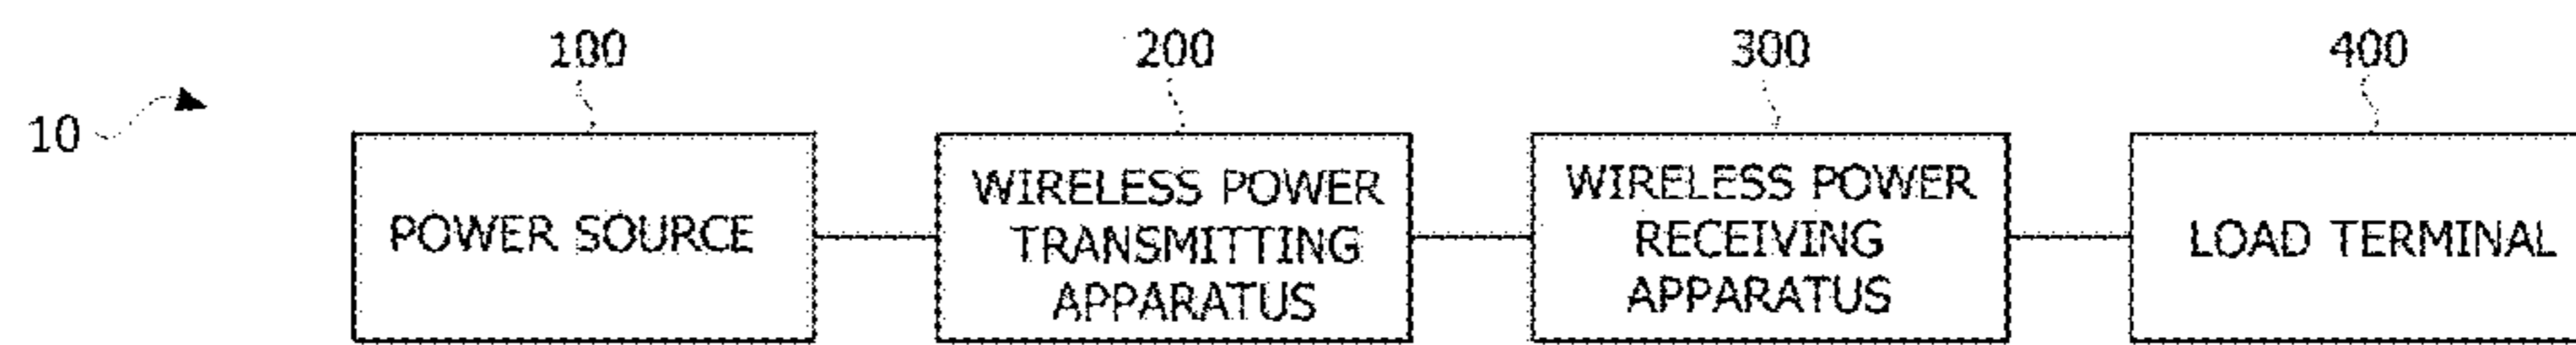 100 200 300 400
10
POWER SOURCE
WIRELESS POWER
TRANSMITTING
APPARATUS
WIRELESS POWER
RECEIVING
APPARATUS
LOAD TERMINAL